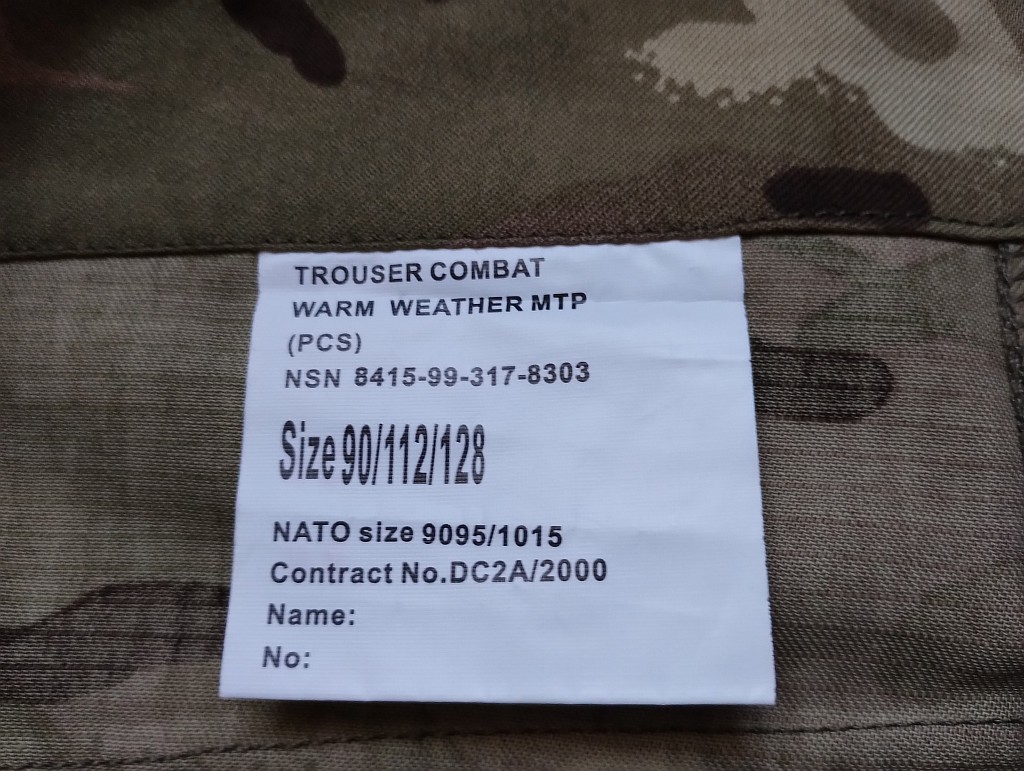 TROUSER COMBAT
WARM WEATHER MTP
(PCS)
NSN 8415-99-317-8303
Size 90/112/128
NATO size 9095/1015
Contract No.DC2A/2000
Name:
No: